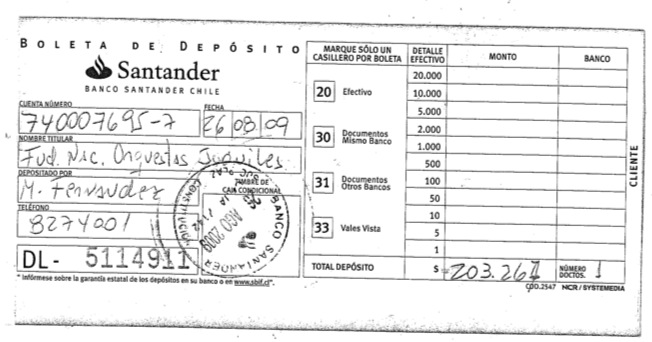 BOLETA DE DEPÓSITO
Santander
BANCO SANTANDER CHILE
CUENTA NÚMERO
740007695-7
FECHA
26 08 09
NOMBRE TITULAR
Fud. Nac. Orquestas Juveniles
DEPOSITADO POR
M. Fernandez
TIMBRE DE
CAJA CONDICIONAL
TELÉFONO
8274001
BANCO SANTANDER
CONSTITUCION
AGO 2009
DL- 5114911
* Infórmese sobre la garantía estatal de los depósitos en su banco o en www.sbif.cl*.
MARQUE SÓLO UN
CASILLERO POR BOLETA
20 Efectivo
30 Documentos
Mismo Banco
31 Documentos
Otros Bancos
33 Vales Vista
DETALLE
EFECTIVO
MONTO
BANCO
20.000
10.000
5.000
2.000
1.000
500
100
50
10
5
1
TOTAL DEPÓSITO $ 203.26
NÚMERO
DOCTOS. 1
CLIENTE
COD.2547 NCR/SYSTEMEDIA